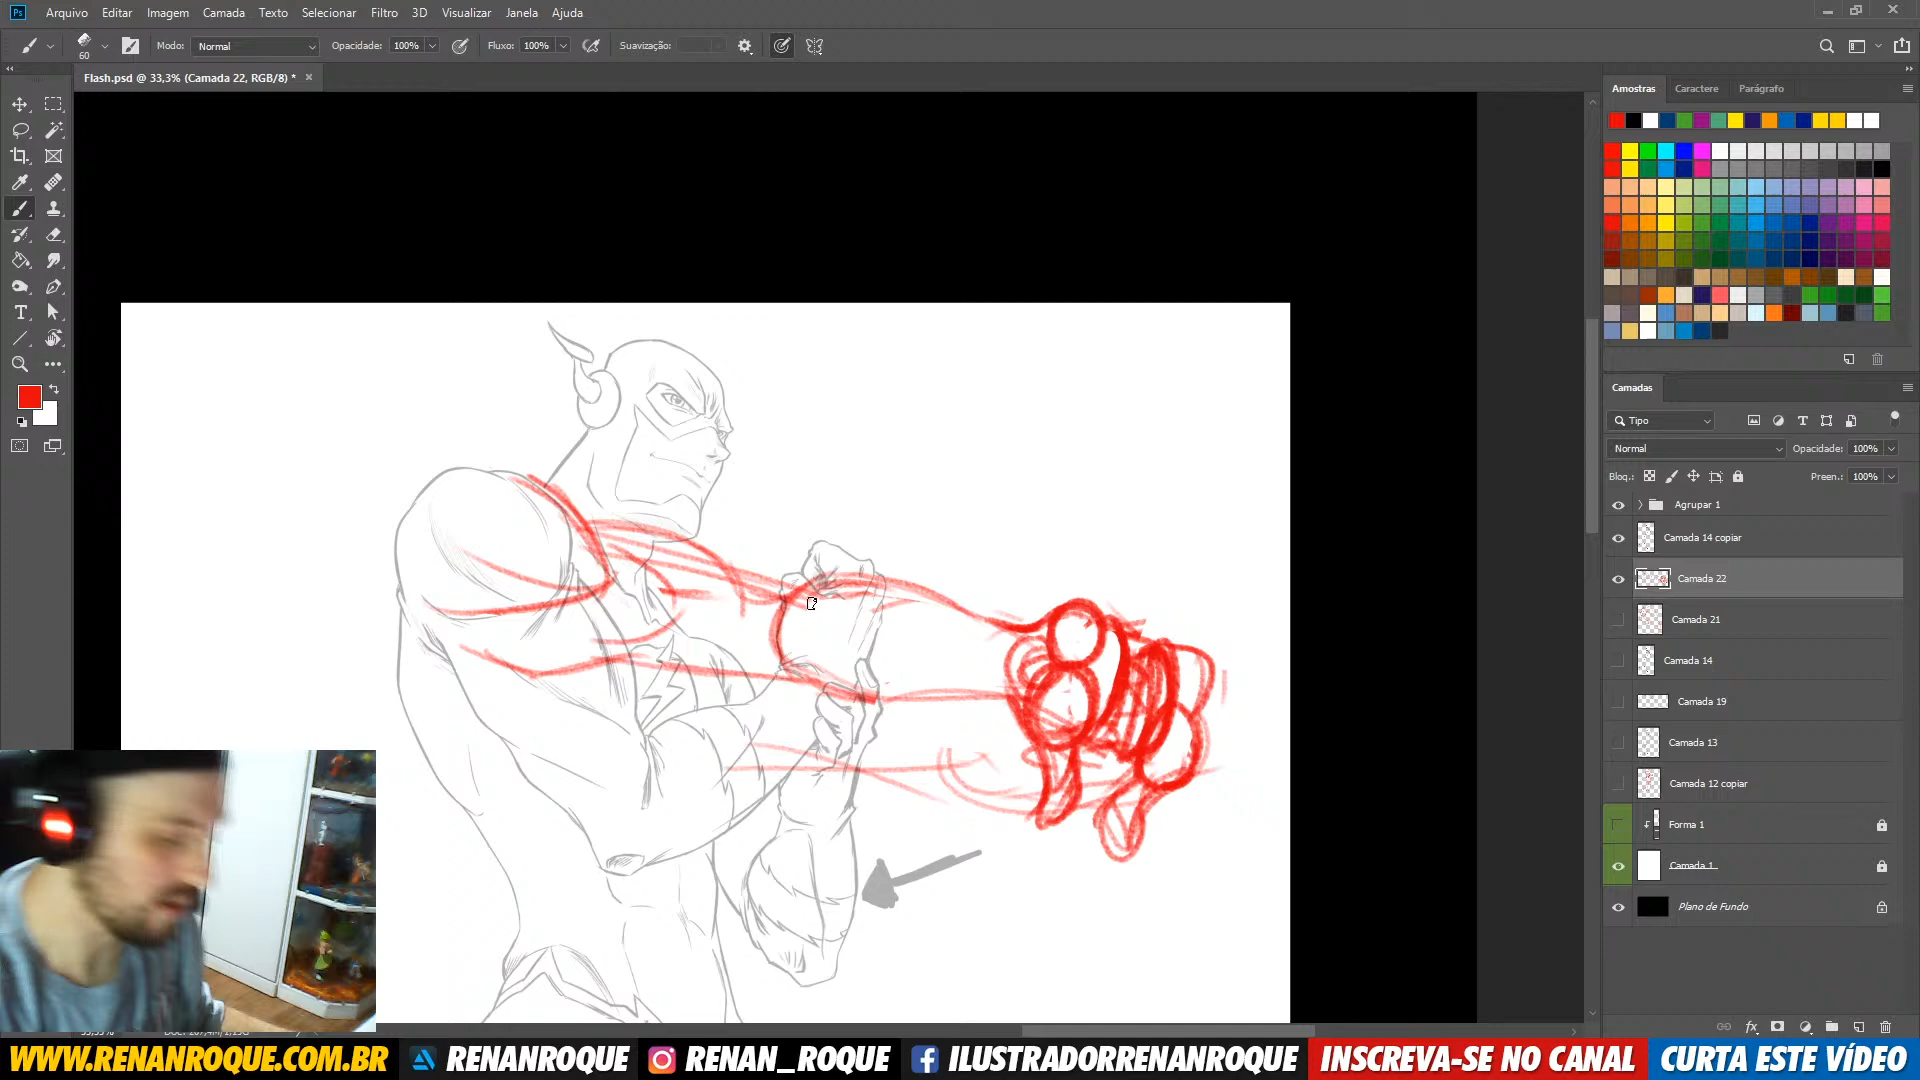 Ps Arquivo Editar Imagem Camada Texto Selecionar Filtro 3D Visualizar Janela Ajuda
60 Modo: Normal Opacidade: 100% Fluxo: 100% Suavização:
Flash.psd @ 33,3% (Camada 22, RGB/8) *
Amostras Caractere Parágrafo
Camadas
Tipo
Normal Opacidade: 100%
Bloq.: Preen.: 100%
Agrupar 1
Camada 14 copiar
Camada 22
Camada 21
Camada 14
Camada 19
Camada 13
Camada 12 copiar
Forma 1
Camada 1
Plano de Fundo
WWW.RENANROQUE.COM.BR RENANROQUE RENAN_ROQUE ILUSTRADORRENANROQUE INSCREVA-SE NO CANAL CURTA ESTE VÍDEO